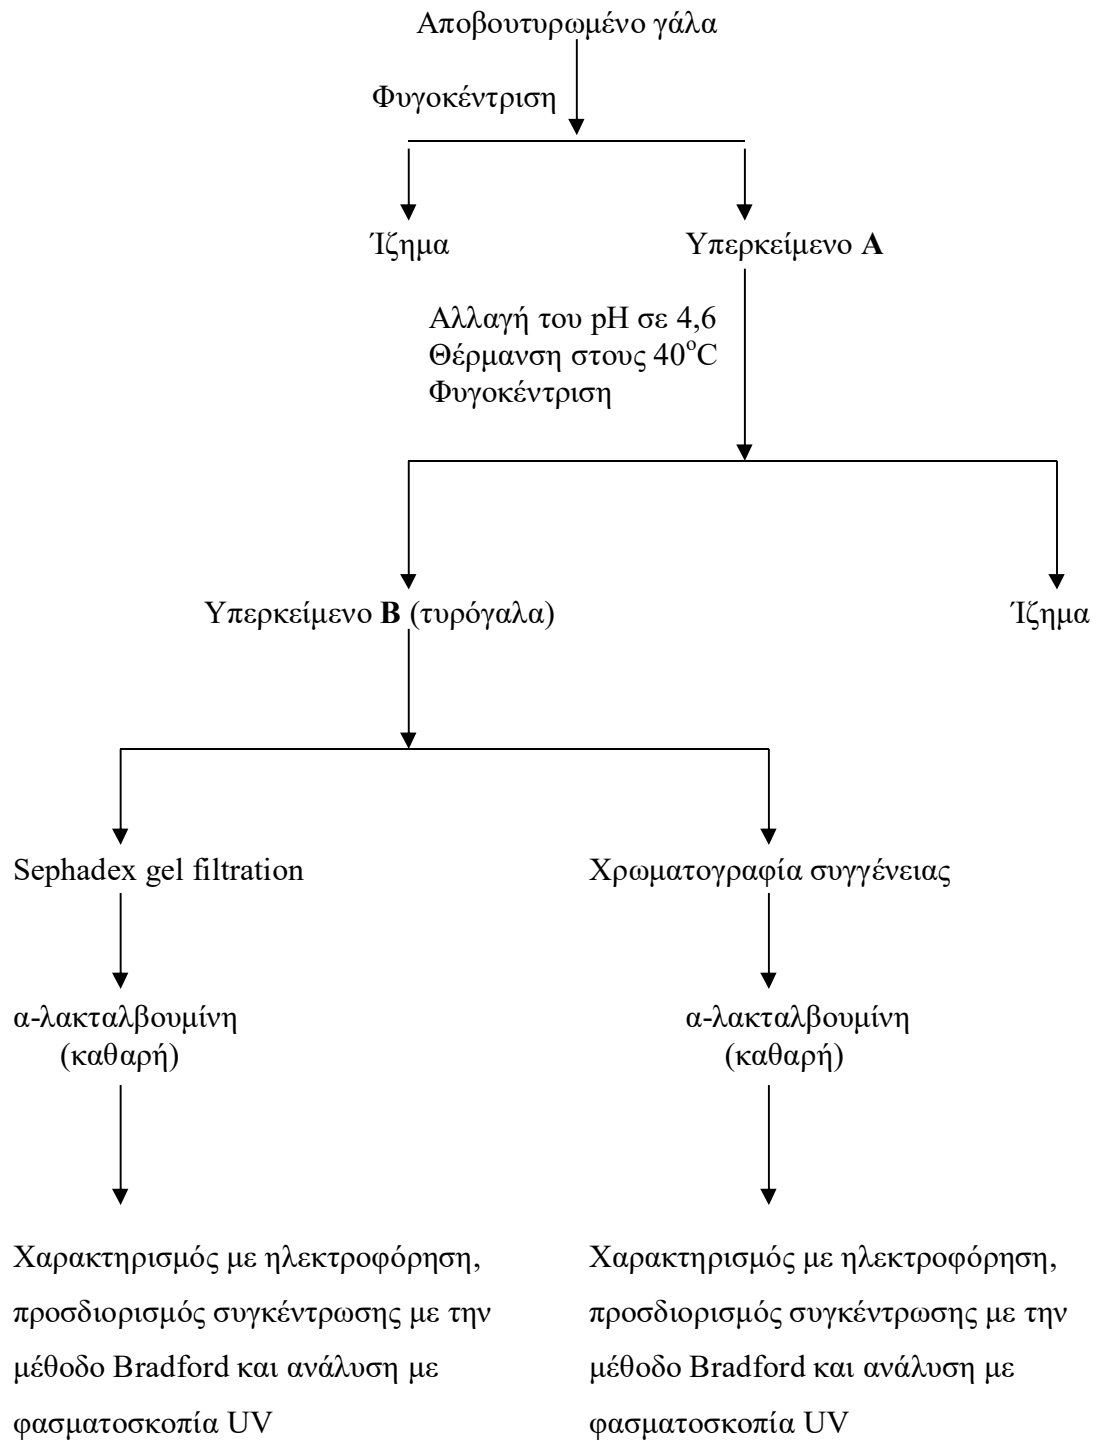 Αποβουτυρωμένο γάλα
Φυγοκέντριση
Ίζημα
Υπερκείμενο Α
Αλλαγή του pH σε 4,6
Θέρμανση στους 40°C
Φυγοκέντριση
Υπερκείμενο Β (τυρόγαλα)
Ίζημα
Sephadex gel filtration
Χρωματογραφία συγγένειας
α-λακταλβουμίνη
(καθαρή)
α-λακταλβουμίνη
(καθαρή)
Χαρακτηρισμός με ηλεκτροφόρηση,
προσδιορισμός συγκέντρωσης με την
μέθοδο Bradford και ανάλυση με
φασματοσκοπία UV
Χαρακτηρισμός με ηλεκτροφόρηση,
προσδιορισμός συγκέντρωσης με την
μέθοδο Bradford και ανάλυση με
φασματοσκοπία UV